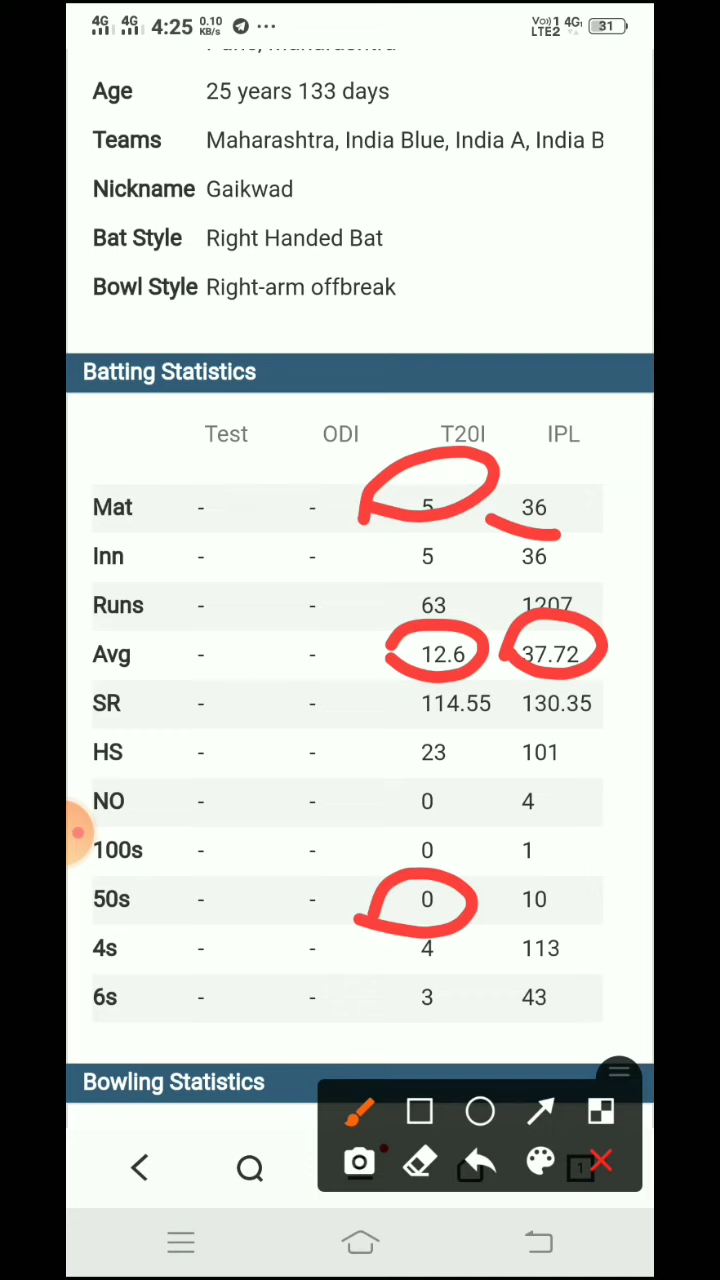 4G 4G 4:25 0.10 KB/s ... Vo))1 4G LTE2 31
Age 25 years 133 days
Teams Maharashtra, India Blue, India A, India B
Nickname Gaikwad
Bat Style Right Handed Bat
Bowl Style Right-arm offbreak
Batting Statistics
Test ODI T20I IPL
Mat - - 5 36
Inn - - 5 36
Runs - - 63 1207
Avg - - 12.6 37.72
SR - - 114.55 130.35
HS - - 23 101
NO - - 0 4
100s - - 0 1
50s - - 0 10
4s - - 4 113
6s - - 3 43
Bowling Statistics
1